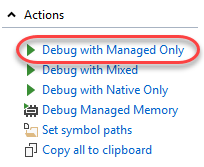 Actions
Debug with Managed Only
Debug with Mixed
Debug with Native Only
Debug Managed Memory
Set symbol paths
Copy all to clipboard